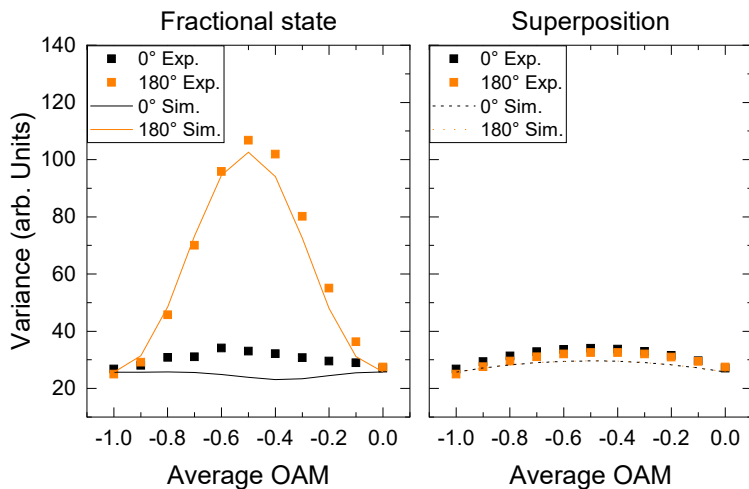 Fractional state
Superposition
Variance (arb. Units)
140
120
100
80
60
40
20
0° Exp.
180° Exp.
0° Sim.
180° Sim.
0° Exp.
180° Exp.
0° Sim.
180° Sim.
-1.0 -0.8 -0.6 -0.4 -0.2 0.0
-1.0 -0.8 -0.6 -0.4 -0.2 0.0
Average OAM
Average OAM